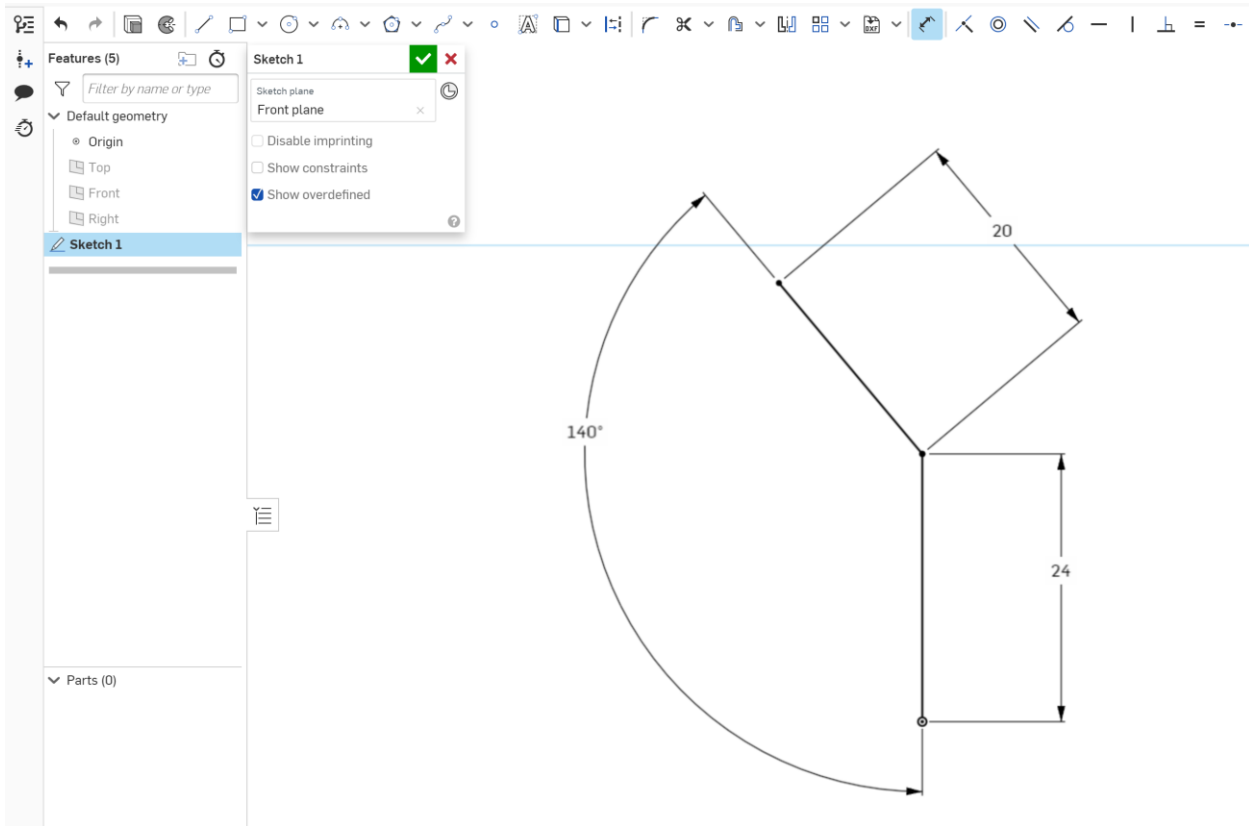 A
DXF
Features (5)
Filter by name or type
Default geometry
Origin
Top
Front
Right
Sketch 1
Parts (0)
Sketch 1
Sketch plane
Front plane
Disable imprinting
Show constraints
Show overdefined
20
140°
24